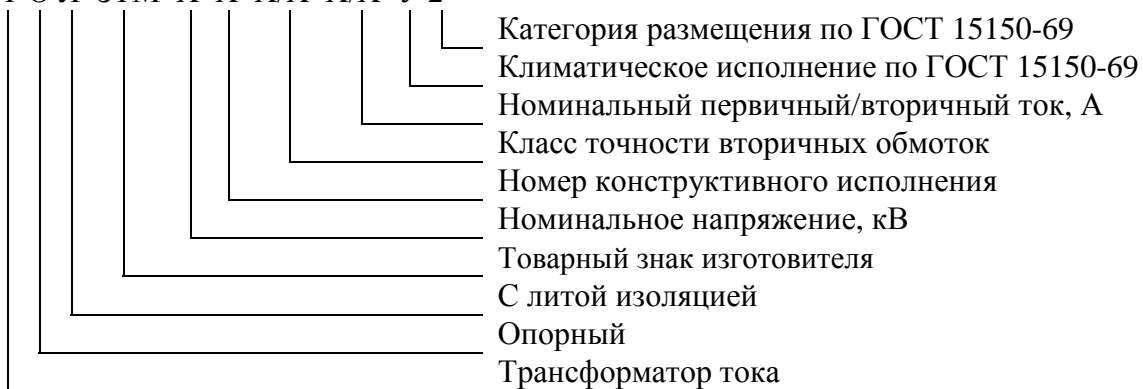 Категория размещения по ГОСТ 15150-69
Климатическое исполнение по ГОСТ 15150-69
Номинальный первичный/вторичный ток, А
Класс точности вторичных обмоток
Номер конструктивного исполнения
Номинальное напряжение, кВ
Товарный знак изготовителя
С литой изоляцией
Опорный
Трансформатор тока